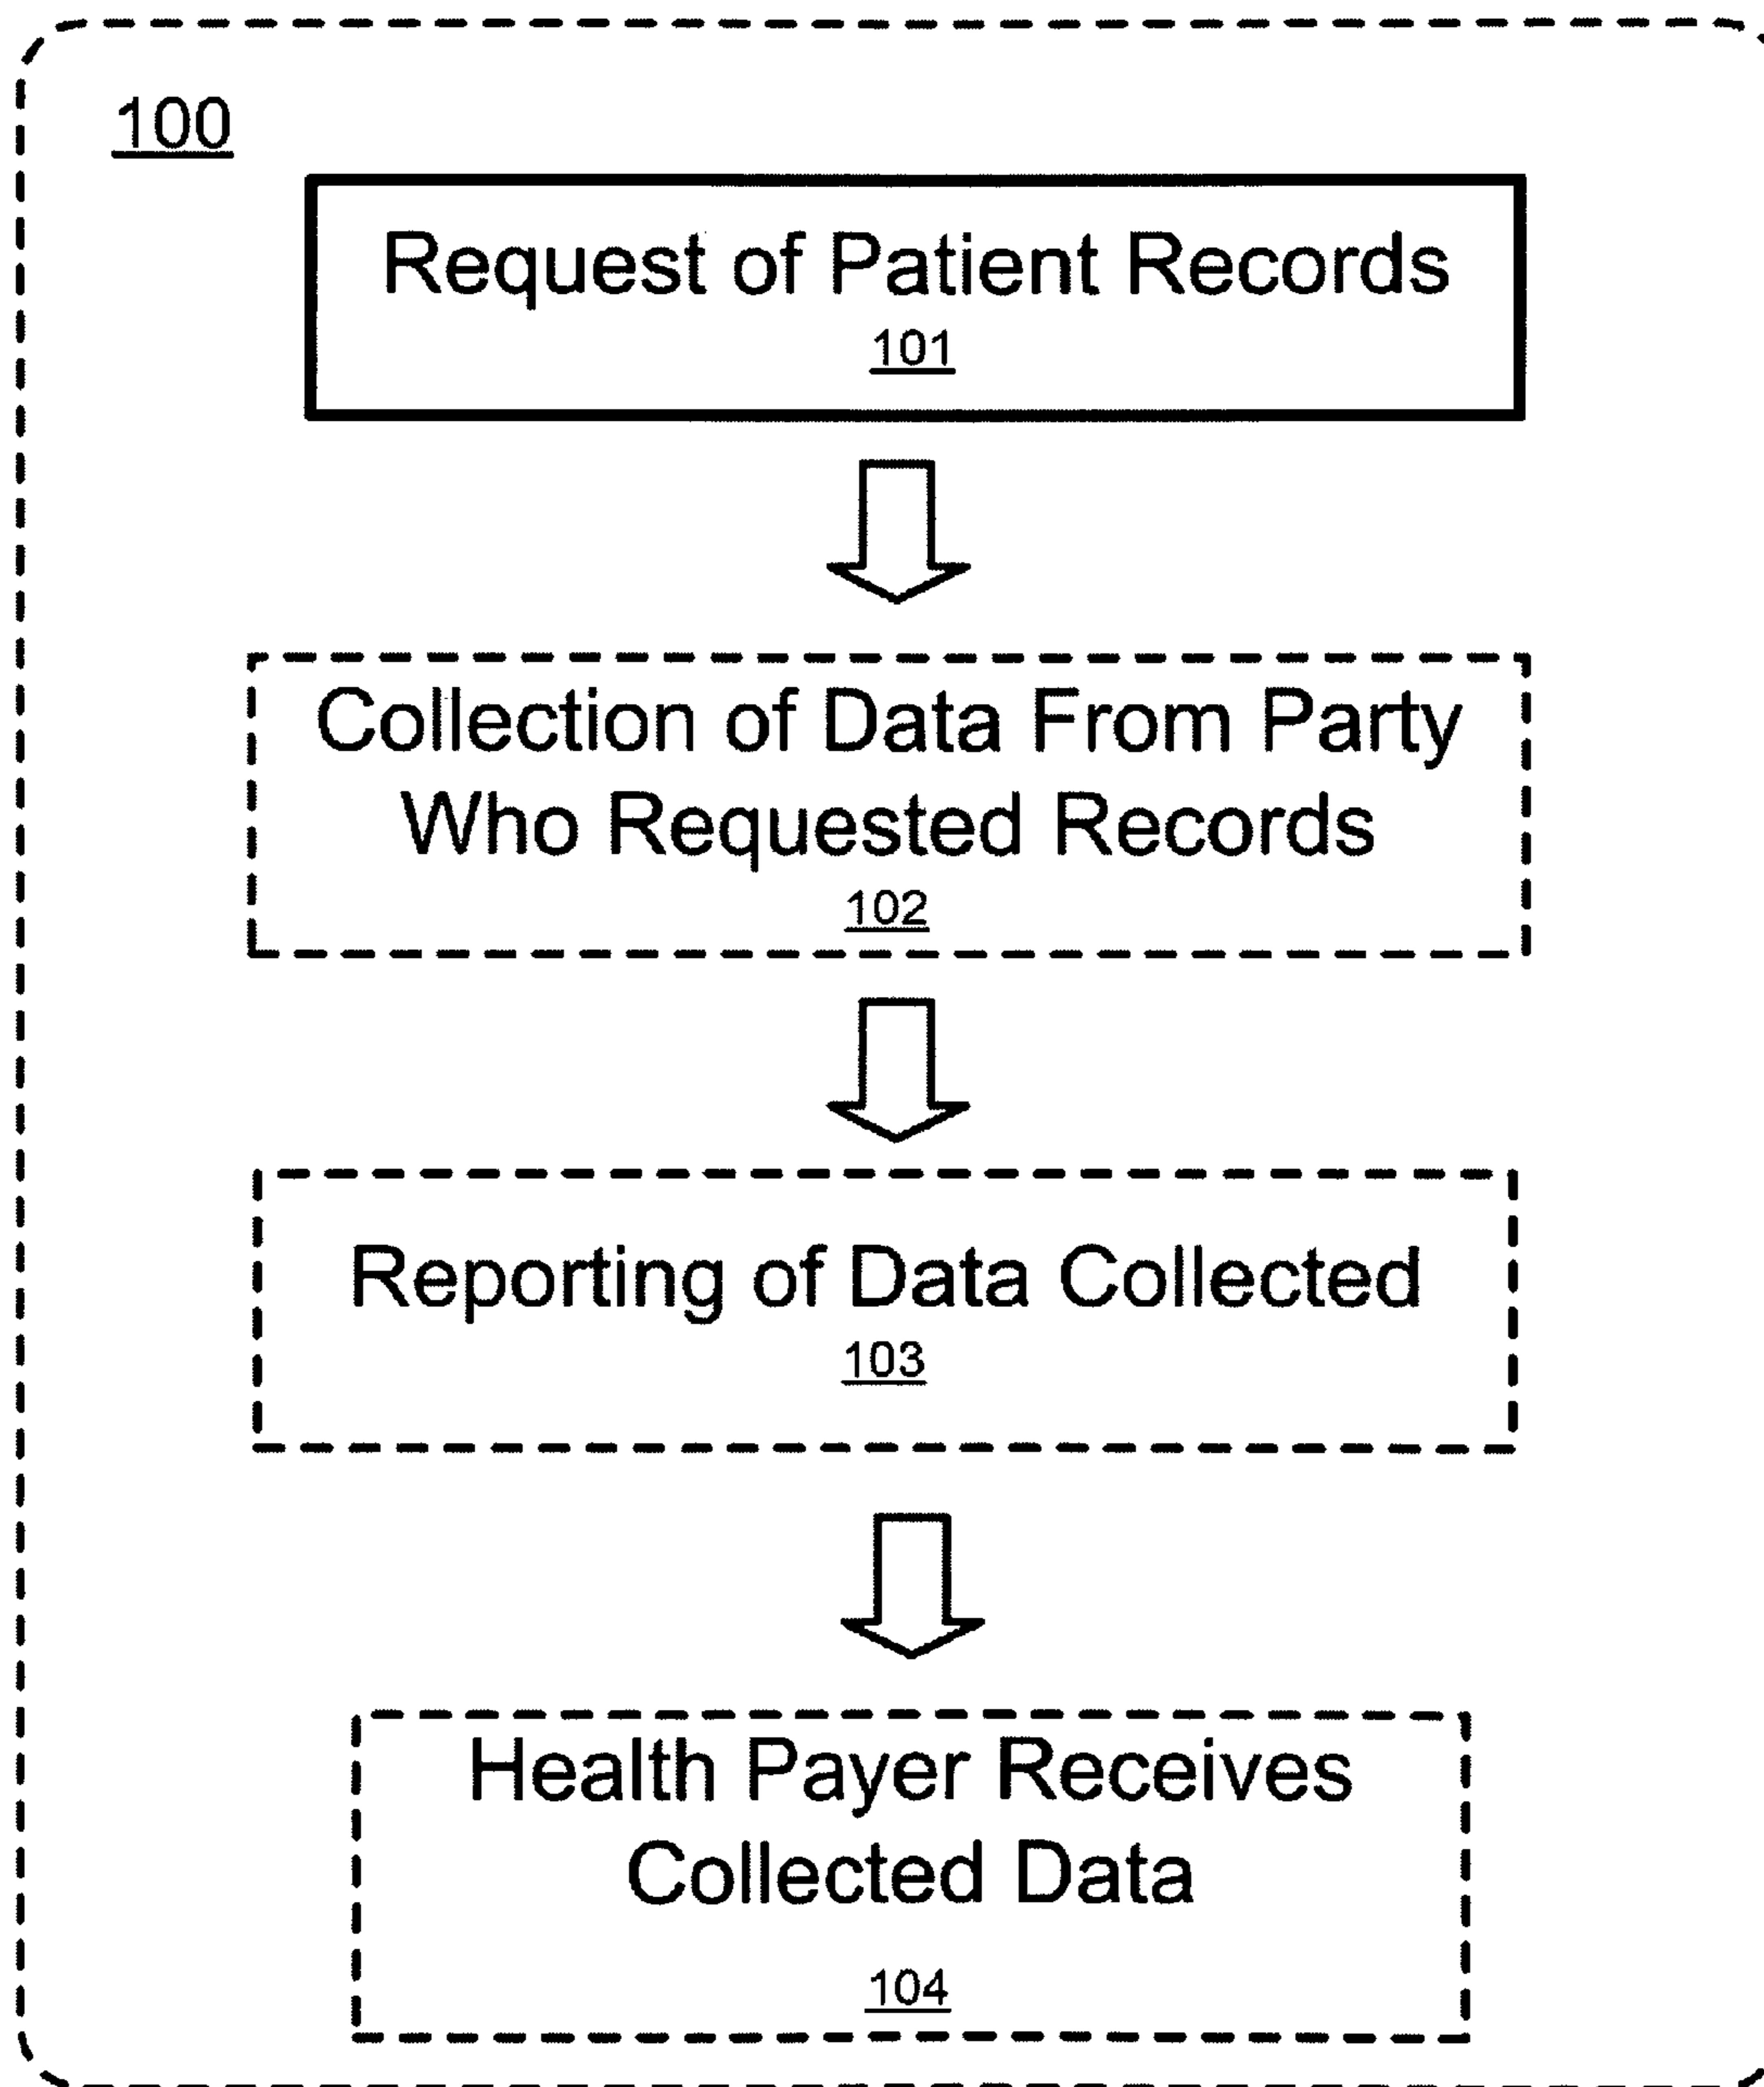 100
Request of Patient Records
101
Collection of Data From Party
Who Requested Records
102
Reporting of Data Collected
103
Health Payer Receives
Collected Data
104